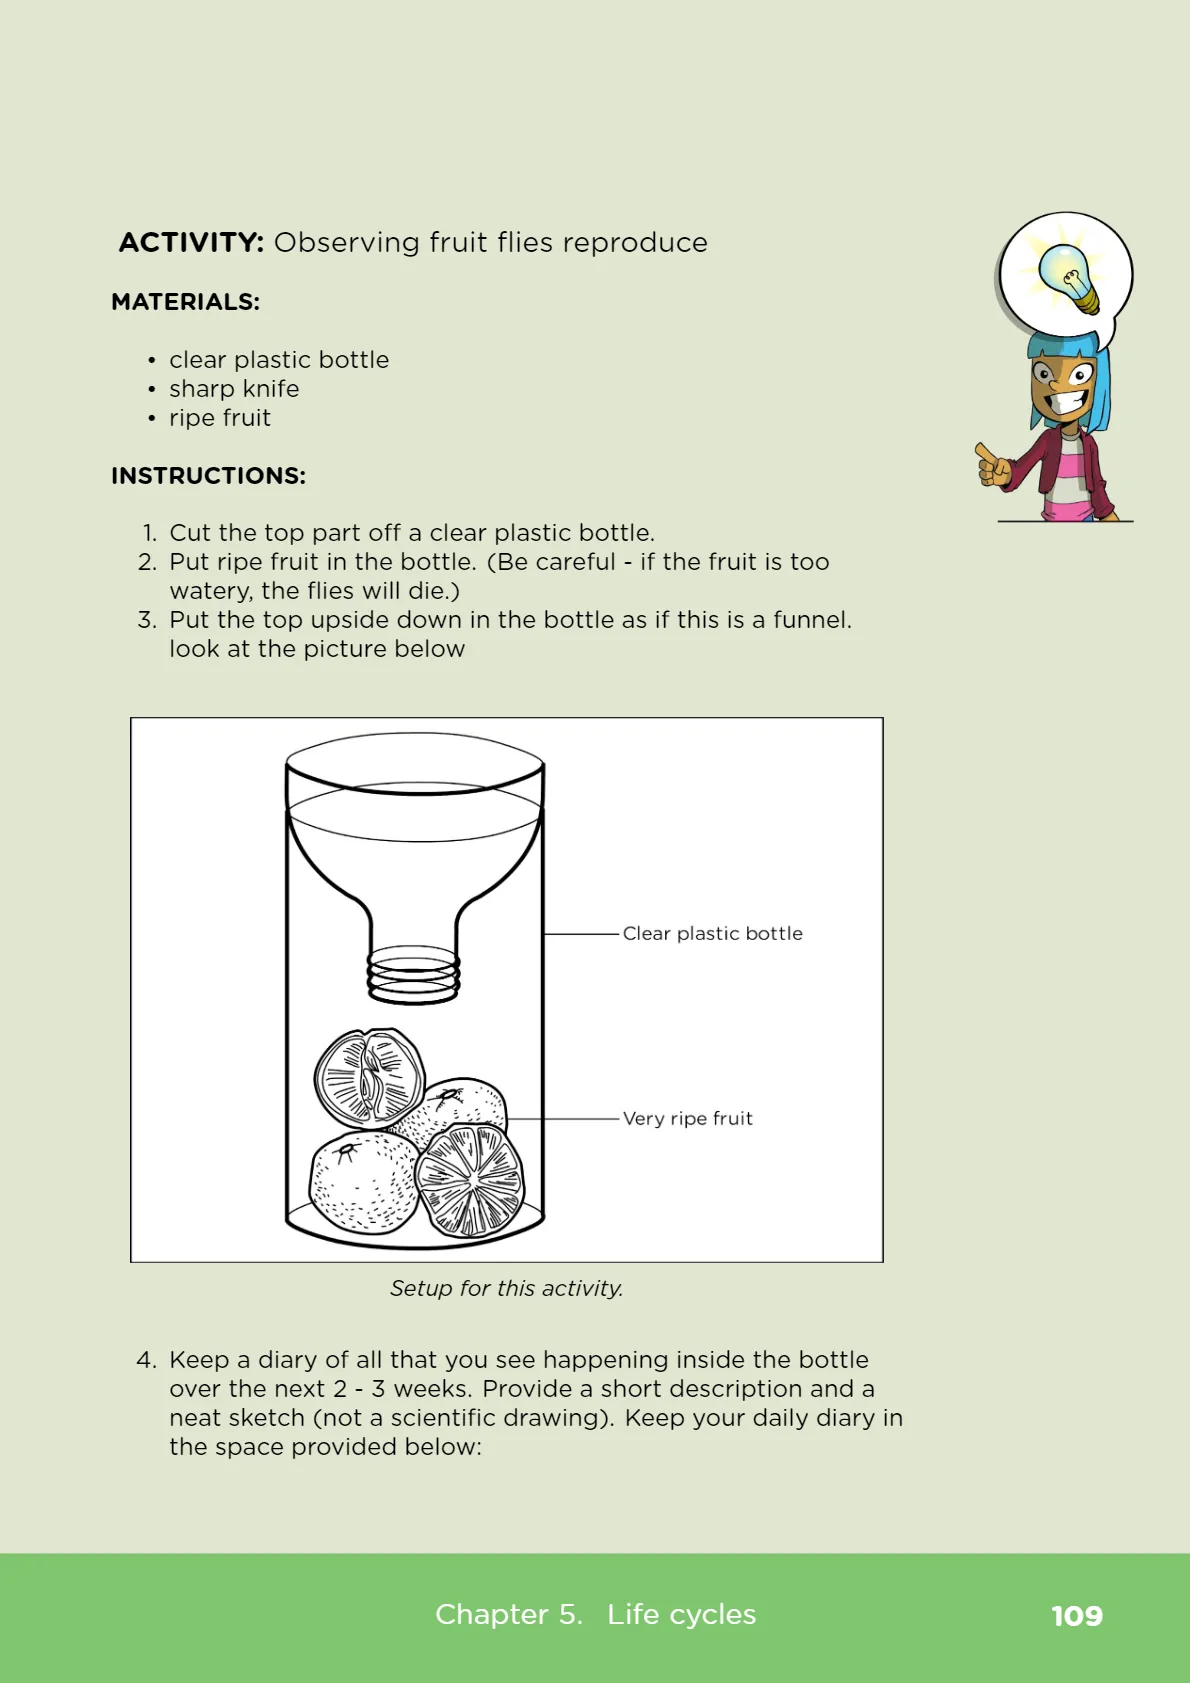 ACTIVITY: Observing fruit flies reproduce
MATERIALS:
• clear plastic bottle
• sharp knife
• ripe fruit
INSTRUCTIONS:
1. Cut the top part off a clear plastic bottle.
2. Put ripe fruit in the bottle. (Be careful - if the fruit is too
watery, the flies will die.)
3. Put the top upside down in the bottle as if this is a funnel.
look at the picture below
Clear plastic bottle
Very ripe fruit
Setup for this activity.
4. Keep a diary of all that you see happening inside the bottle
over the next 2 - 3 weeks. Provide a short description and a
neat sketch (not a scientific drawing). Keep your daily diary in
the space provided below:
Chapter 5. Life cycles
109